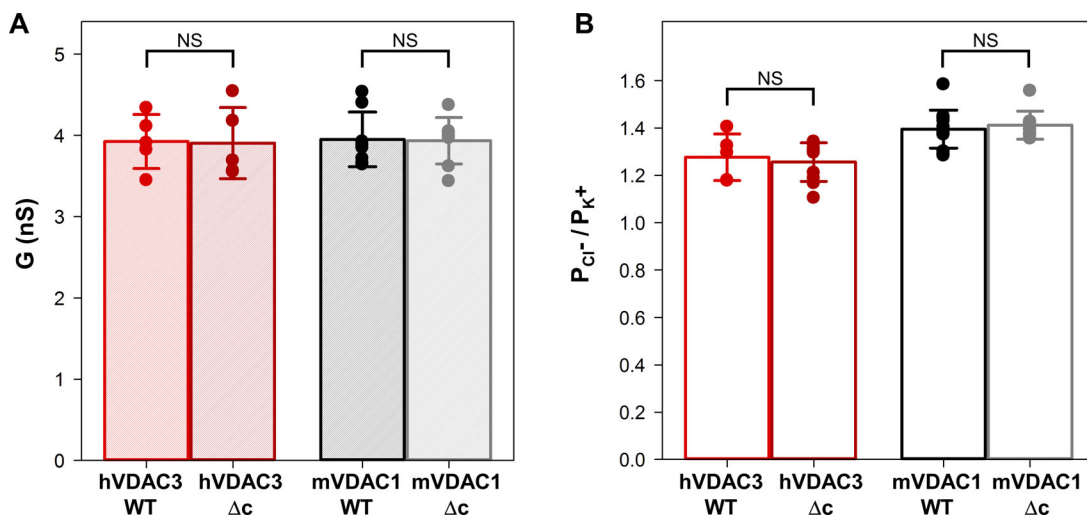 A
NS
NS
5
4
3
2
1
0
G (nS)
hVDAC3 WT
hVDAC3 Δc
mVDAC1 WT
mVDAC1 Δc
B
NS
NS
1.6
1.4
1.2
1.0
0.8
0.6
0.4
0.2
0.0
P_Cl⁻ / P_K⁺
hVDAC3 WT
hVDAC3 Δc
mVDAC1 WT
mVDAC1 Δc